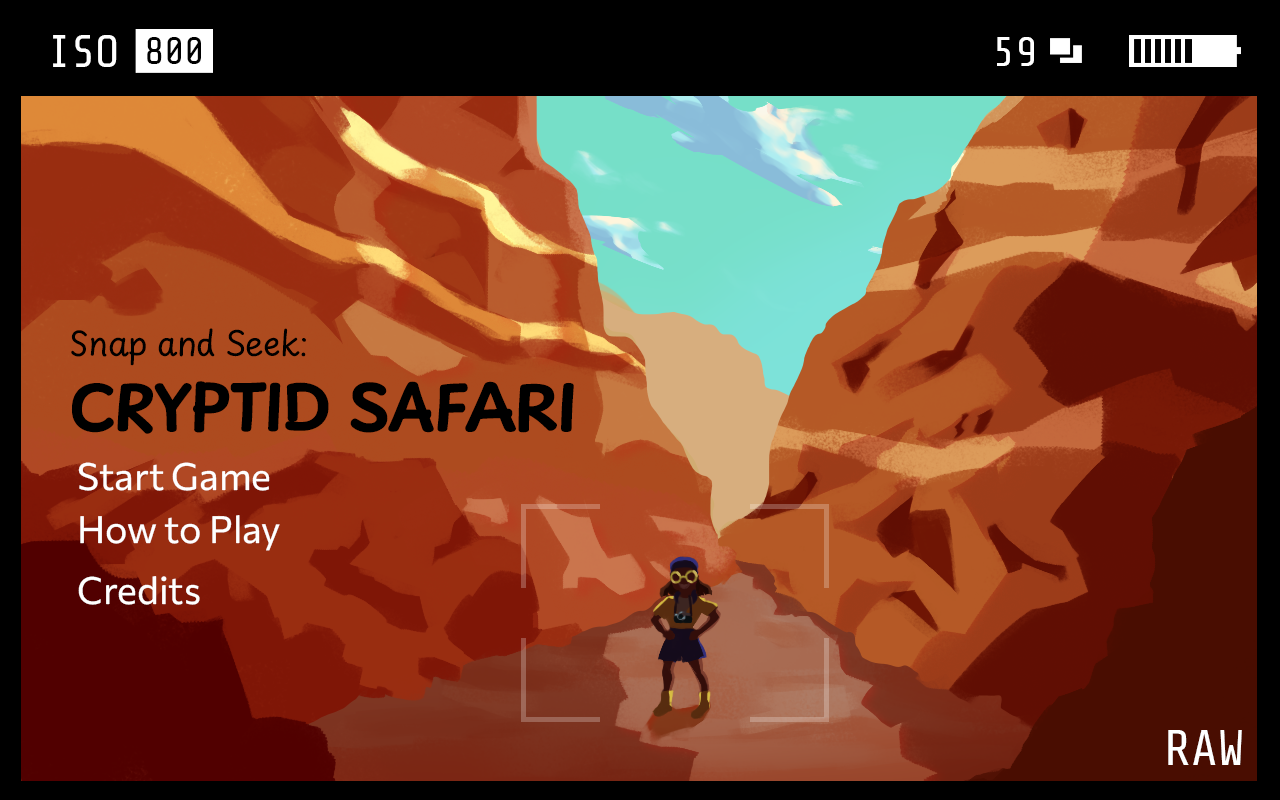 ISO 800
59
Snap and Seek:
CRYPTID SAFARI
Start Game
How to Play
Credits
RAW